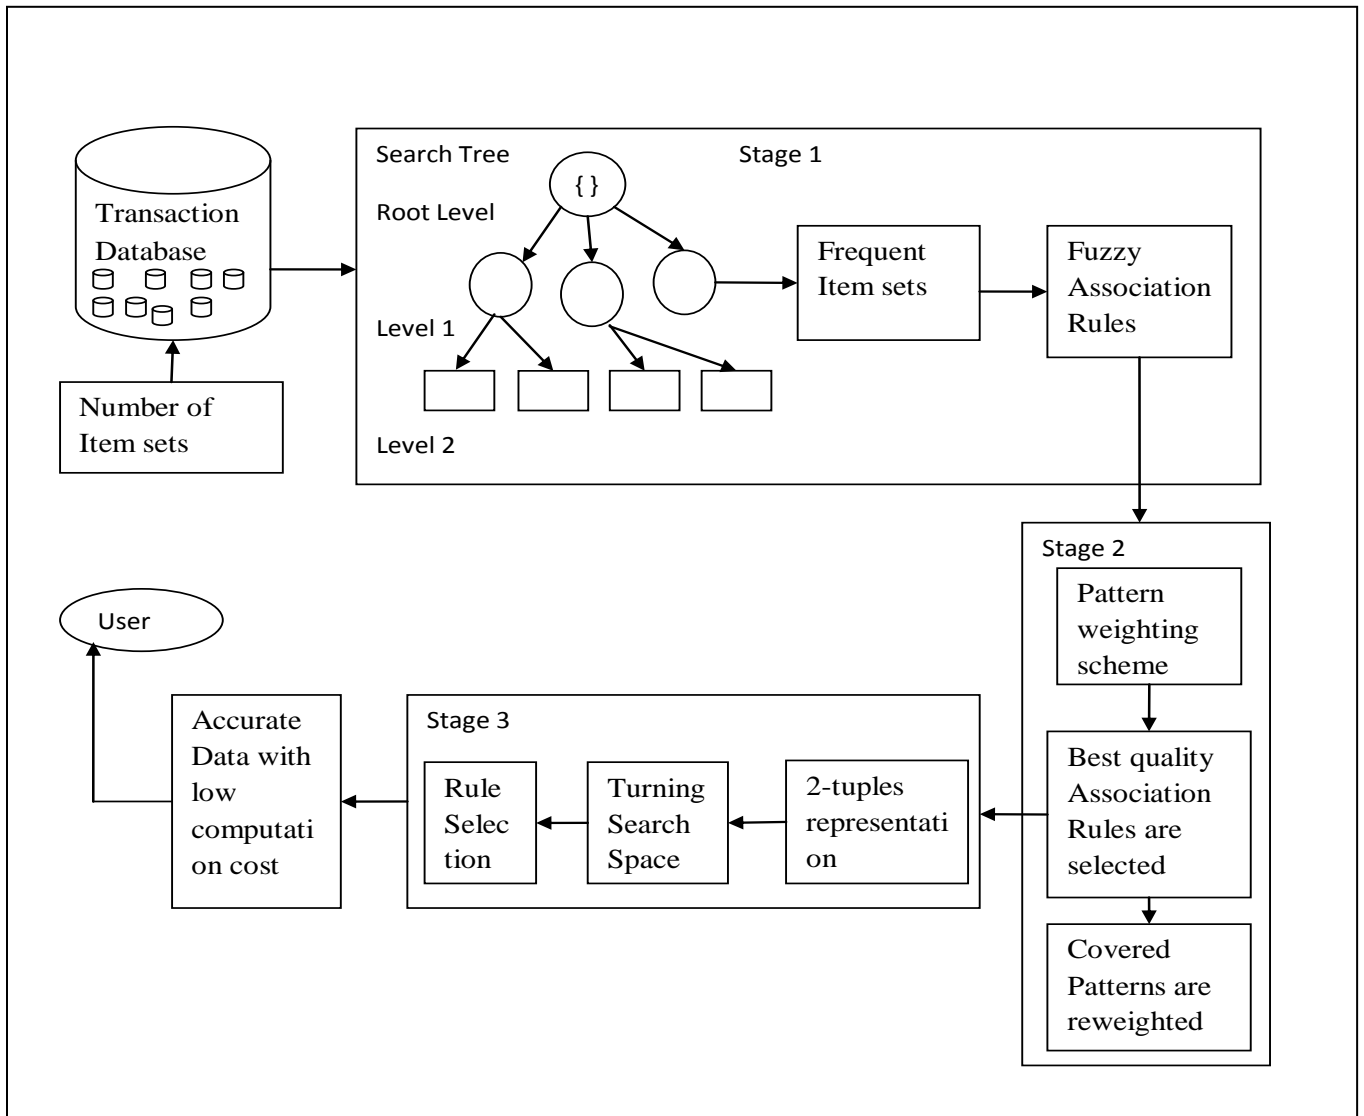 Search Tree
Stage 1
{ }
Root Level
Level 1
Level 2
Transaction
Database
Number of
Item sets
Frequent
Item sets
Fuzzy
Association
Rules
Stage 2
Pattern
weighting
scheme
Best quality
Association
Rules are
selected
Covered
Patterns are
reweighted
Stage 3
2-tuples
representati
on
Turning
Search
Space
Rule
Selec
tion
Accurate
Data with
low
computati
on cost
User